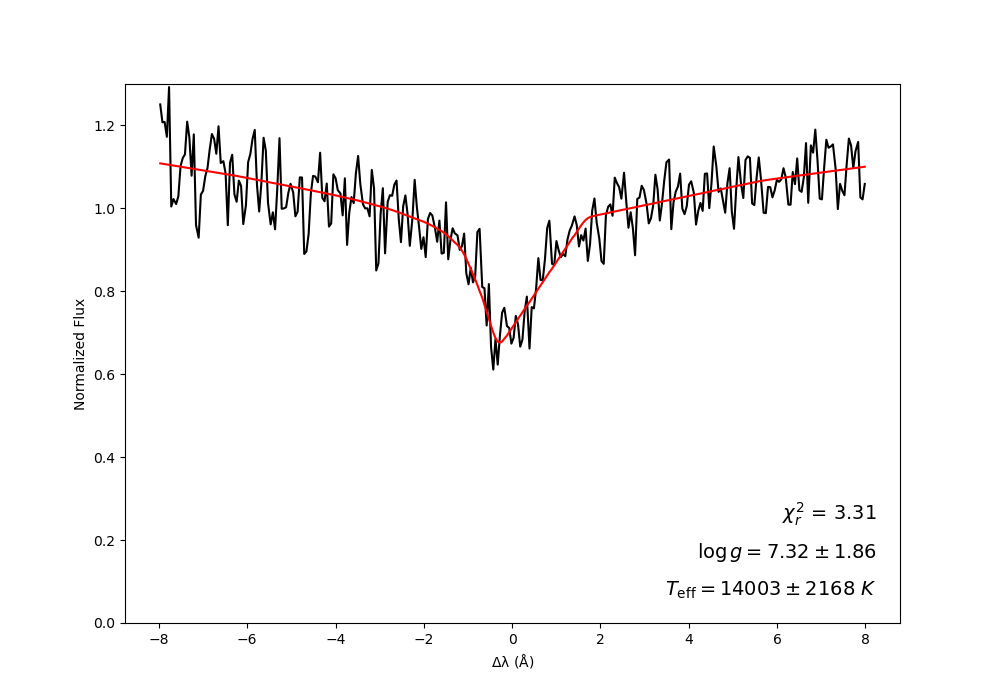 1.2
1.0
0.8
0.6
0.4
0.2
0.0
Normalized Flux
χ²ᵣ = 3.31
log g = 7.32 ± 1.86
T_eff = 14003 ± 2168 K
−8 −6 −4 −2 0 2 4 6 8
Δλ (Å)